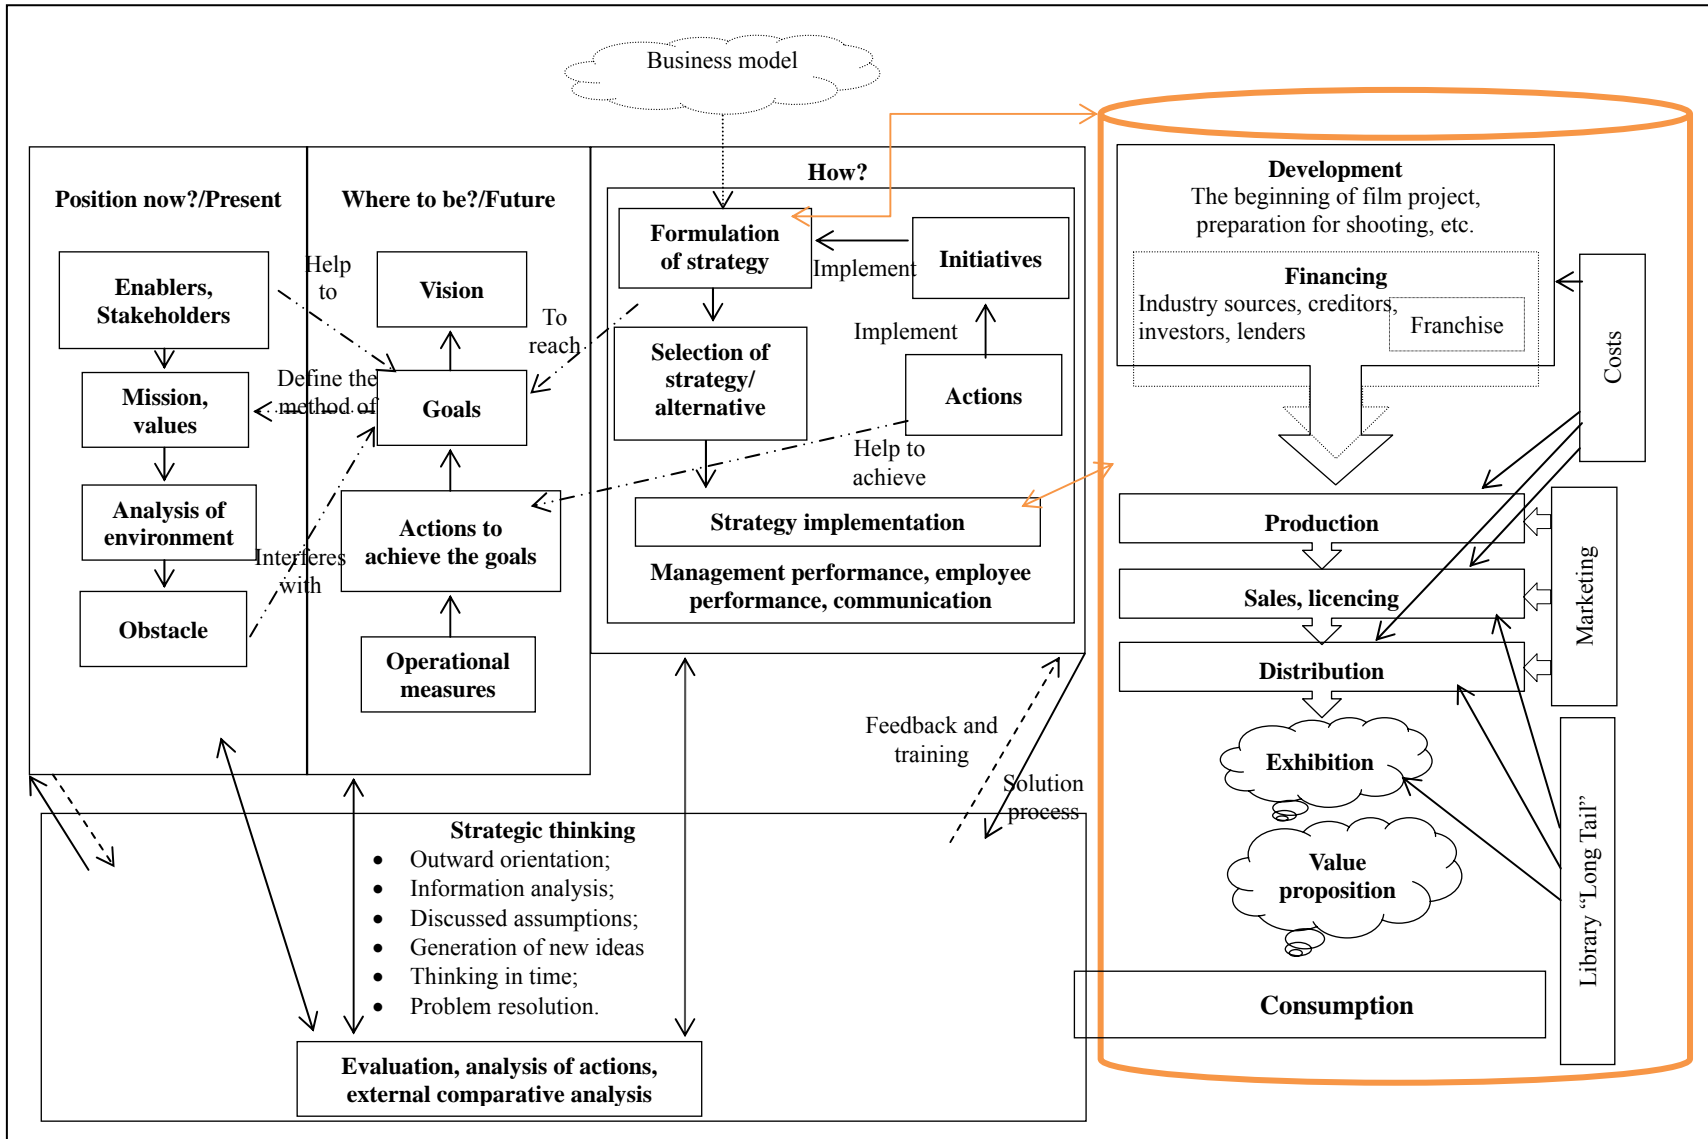 Business model
Position now?/Present
Enablers,
Stakeholders
Mission,
values
Analysis of
environment
Obstacle
Help
to
Define the
method of
Interferes
with
Where to be?/Future
Vision
Goals
Actions to
achieve the goals
Operational
measures
To
reach
How?
Formulation
of strategy
Implement
Initiatives
Implement
Selection of
strategy/
alternative
Actions
Help to
achieve
Strategy implementation
Management performance, employee
performance, communication
Feedback and
training
Solution
process
Strategic thinking
• Outward orientation;
• Information analysis;
• Discussed assumptions;
• Generation of new ideas
• Thinking in time;
• Problem resolution.
Evaluation, analysis of actions,
external comparative analysis
Development
The beginning of film project,
preparation for shooting, etc.
Financing
Industry sources, creditors,
investors, lenders
Franchise
Costs
Production
Sales, licencing
Distribution
Marketing
Exhibition
Value
proposition
Library “Long Tail”
Consumption